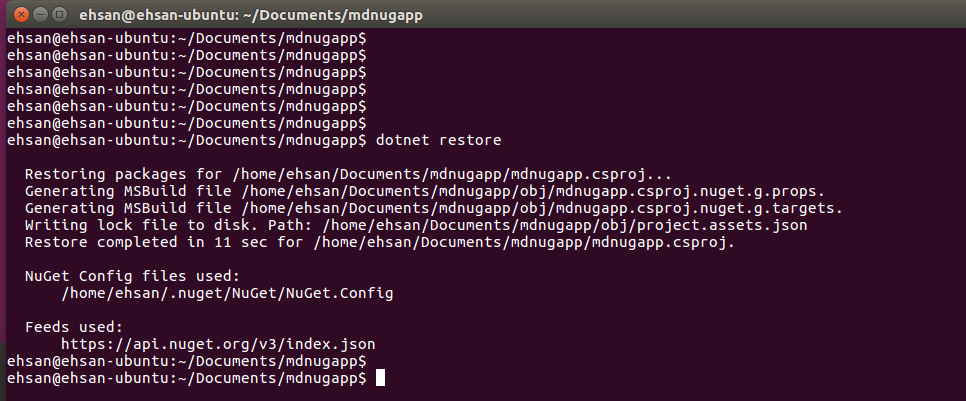 ehsan@ehsan-ubuntu: ~/Documents/mdnugapp
ehsan@ehsan-ubuntu:~/Documents/mdnugapp$
ehsan@ehsan-ubuntu:~/Documents/mdnugapp$
ehsan@ehsan-ubuntu:~/Documents/mdnugapp$
ehsan@ehsan-ubuntu:~/Documents/mdnugapp$
ehsan@ehsan-ubuntu:~/Documents/mdnugapp$
ehsan@ehsan-ubuntu:~/Documents/mdnugapp$
ehsan@ehsan-ubuntu:~/Documents/mdnugapp$ dotnet restore
Restoring packages for /home/ehsan/Documents/mdnugapp/mdnugapp.csproj...
Generating MSBuild file /home/ehsan/Documents/mdnugapp/obj/mdnugapp.csproj.nuget.g.props.
Generating MSBuild file /home/ehsan/Documents/mdnugapp/obj/mdnugapp.csproj.nuget.g.targets.
Writing lock file to disk. Path: /home/ehsan/Documents/mdnugapp/obj/project.assets.json
Restore completed in 11 sec for /home/ehsan/Documents/mdnugapp/mdnugapp.csproj.
NuGet Config files used:
/home/ehsan/.nuget/NuGet/NuGet.Config
Feeds used:
https://api.nuget.org/v3/index.json
ehsan@ehsan-ubuntu:~/Documents/mdnugapp$
ehsan@ehsan-ubuntu:~/Documents/mdnugapp$